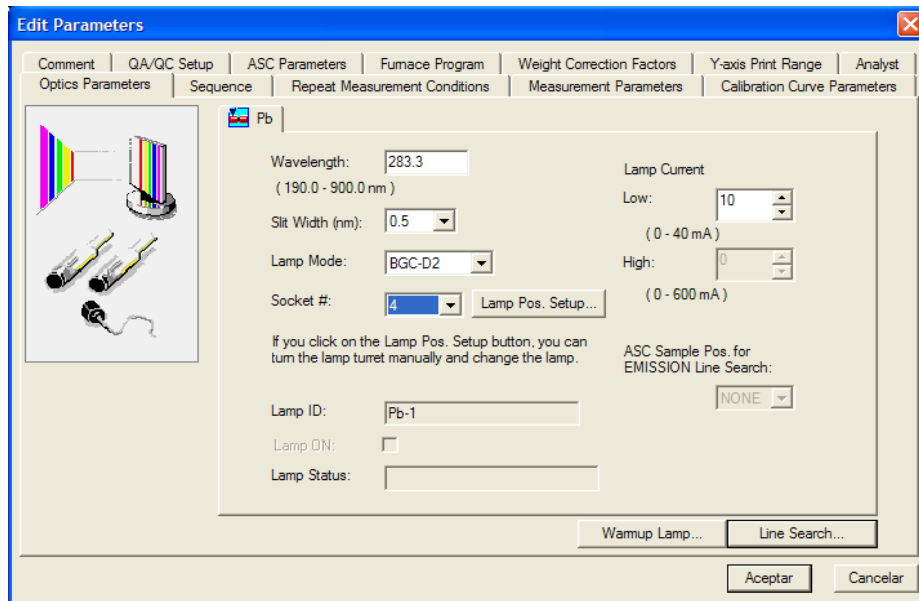 Edit Parameters
Comment QA/QC Setup ASC Parameters Furnace Program Weight Correction Factors Y-axis Print Range Analyst
Optics Parameters Sequence Repeat Measurement Conditions Measurement Parameters Calibration Curve Parameters
Pb
Wavelength: 283.3
( 190.0 - 900.0 nm )
Slit Width (nm): 0.5
Lamp Mode: BGC-D2
Socket #: 4 Lamp Pos. Setup...
If you click on the Lamp Pos. Setup button, you can
turn the lamp turret manually and change the lamp.
Lamp ID: Pb-1
Lamp ON:
Lamp Status:
Lamp Current
Low: 10
( 0 - 40 mA )
High: 0
( 0 - 600 mA )
ASC Sample Pos. for
EMISSION Line Search:
NONE
Warmup Lamp... Line Search...
Aceptar Cancelar